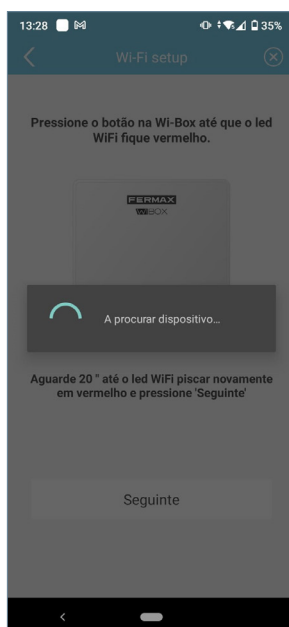 13:28 35%
Wi-Fi setup
Pressione o botão na Wi-Box até que o led
WiFi fique vermelho.
FERMAX
WIBOX
A procurar dispositivo...
Aguarde 20 " até o led WiFi piscar novamente
em vermelho e pressione 'Seguinte'
Seguinte